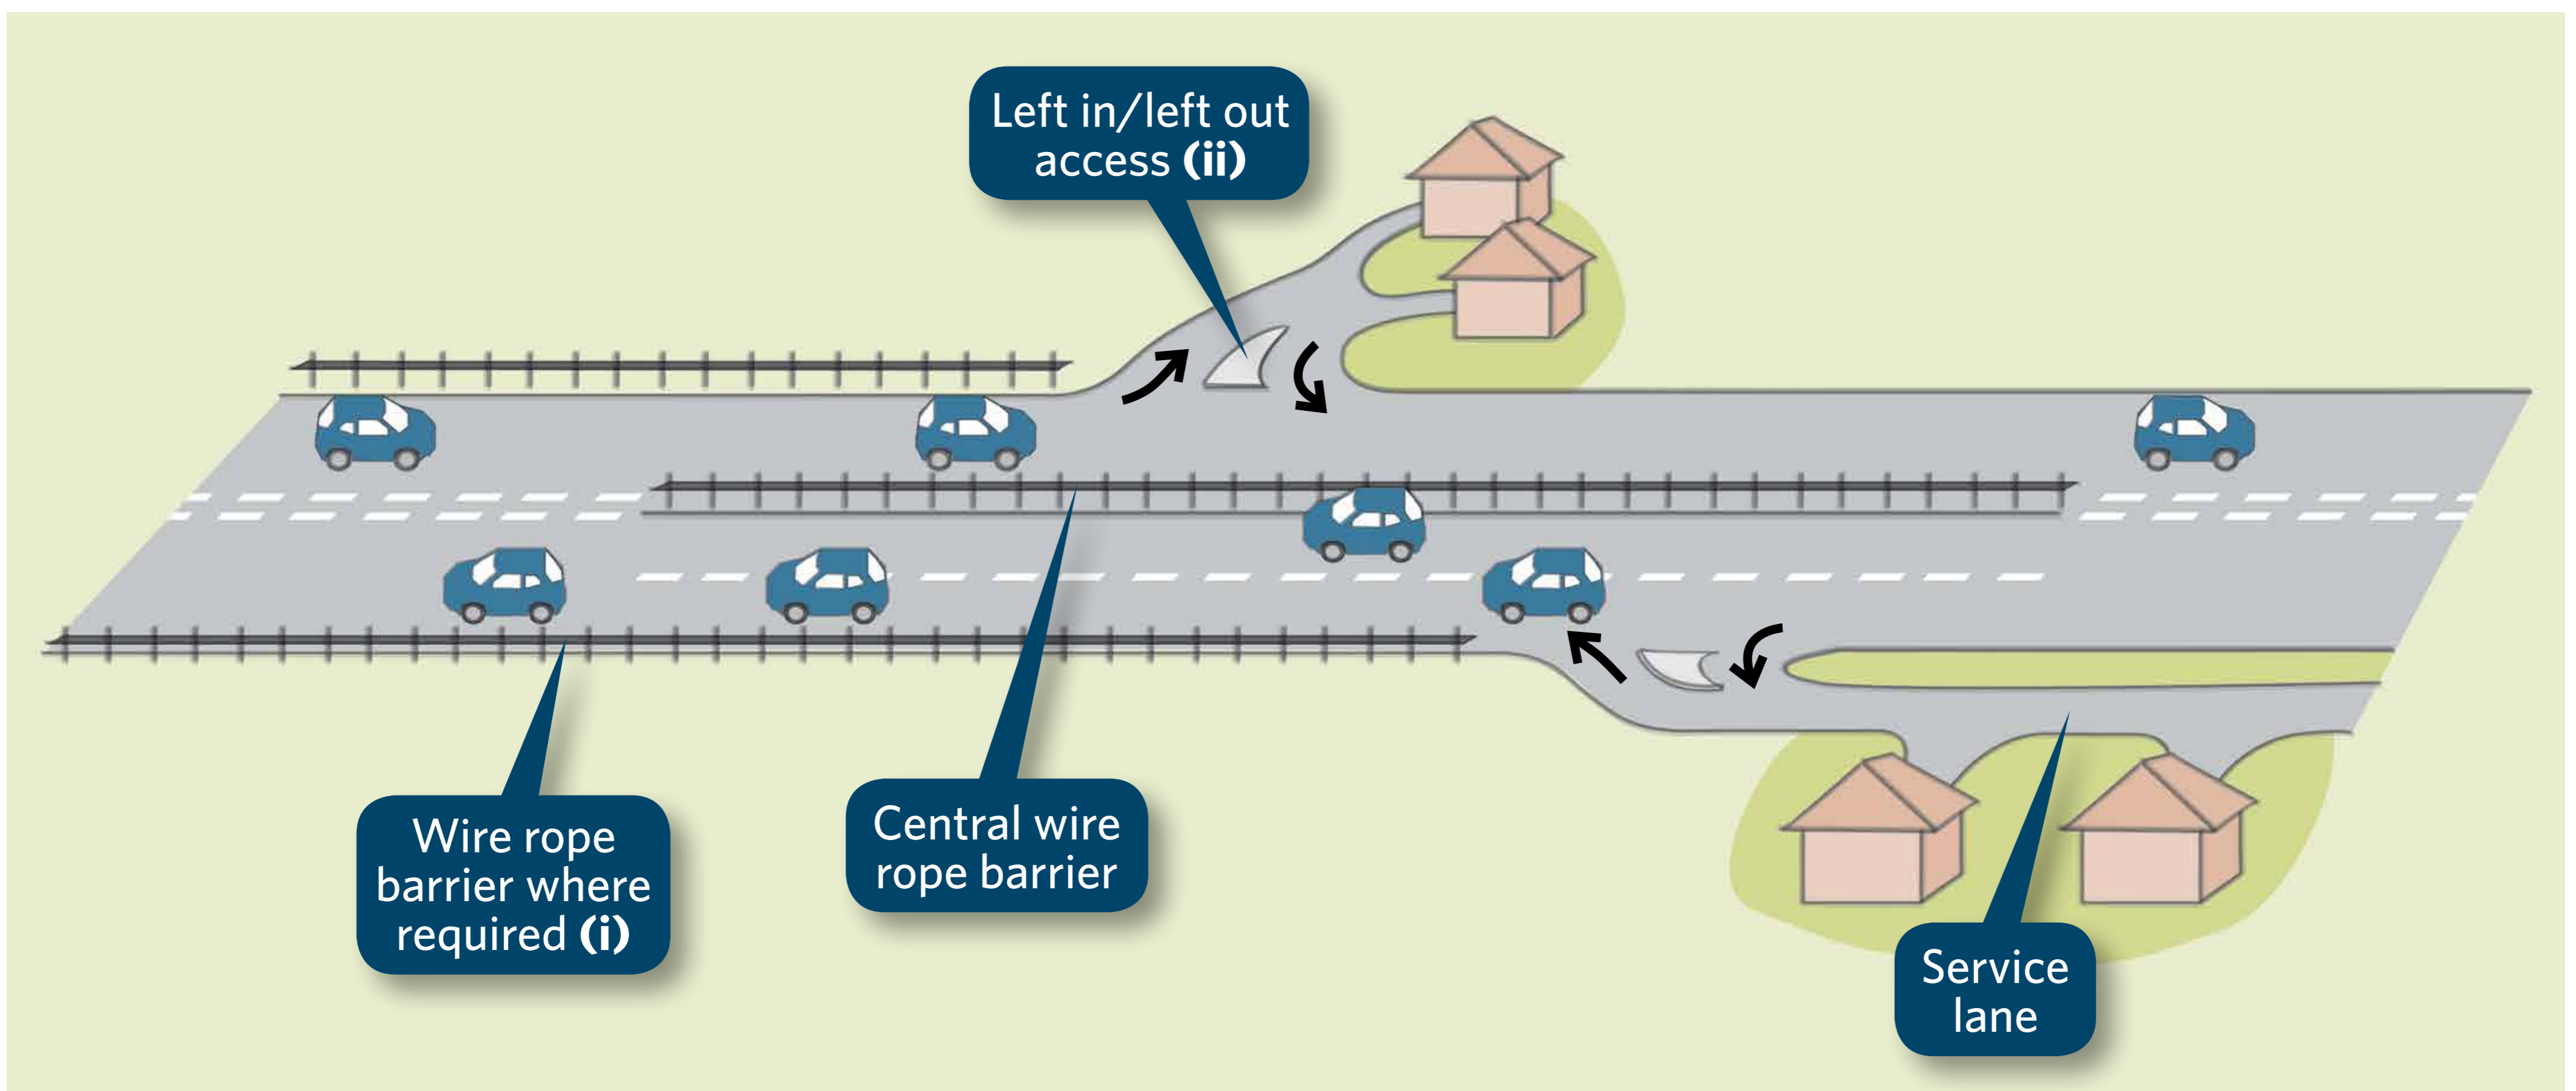 Left in/left out
access (ii)
Wire rope
barrier where
required (i)
Central wire
rope barrier
Service
lane